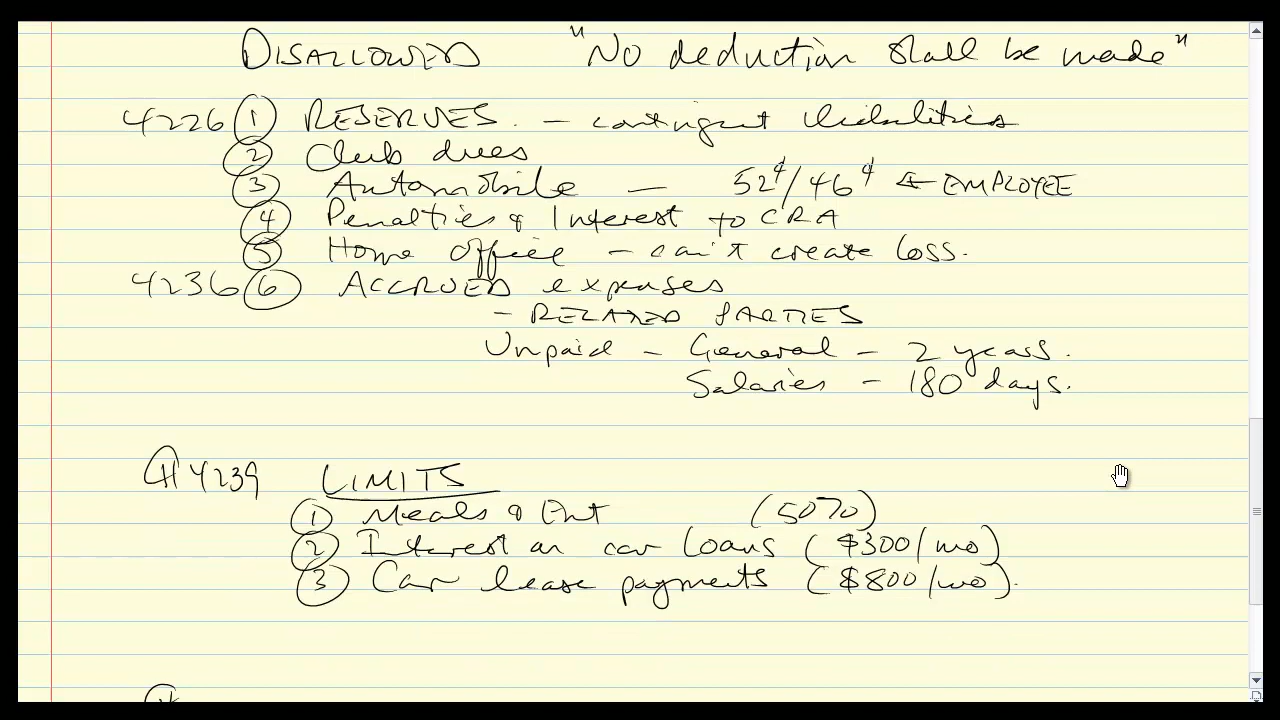 DISALLOWED "No deduction shall be made"
4226 ① RESERVES. - contingent liabilities
② Club dues
③ Automobile - 52¢/46¢ ← EMPLOYEE
④ Penalties & Interest to CRA
⑤ Home office - can't create loss.
4236 ⑥ ACCRUED expenses
- RELATED PARTIES
Unpaid - General - 2 years.
Salaries - 180 days.
4239 LIMITS
① Meals & Ent (50%)
② Interest on car loans ($300/mo)
③ Car lease payments ($800/mo).